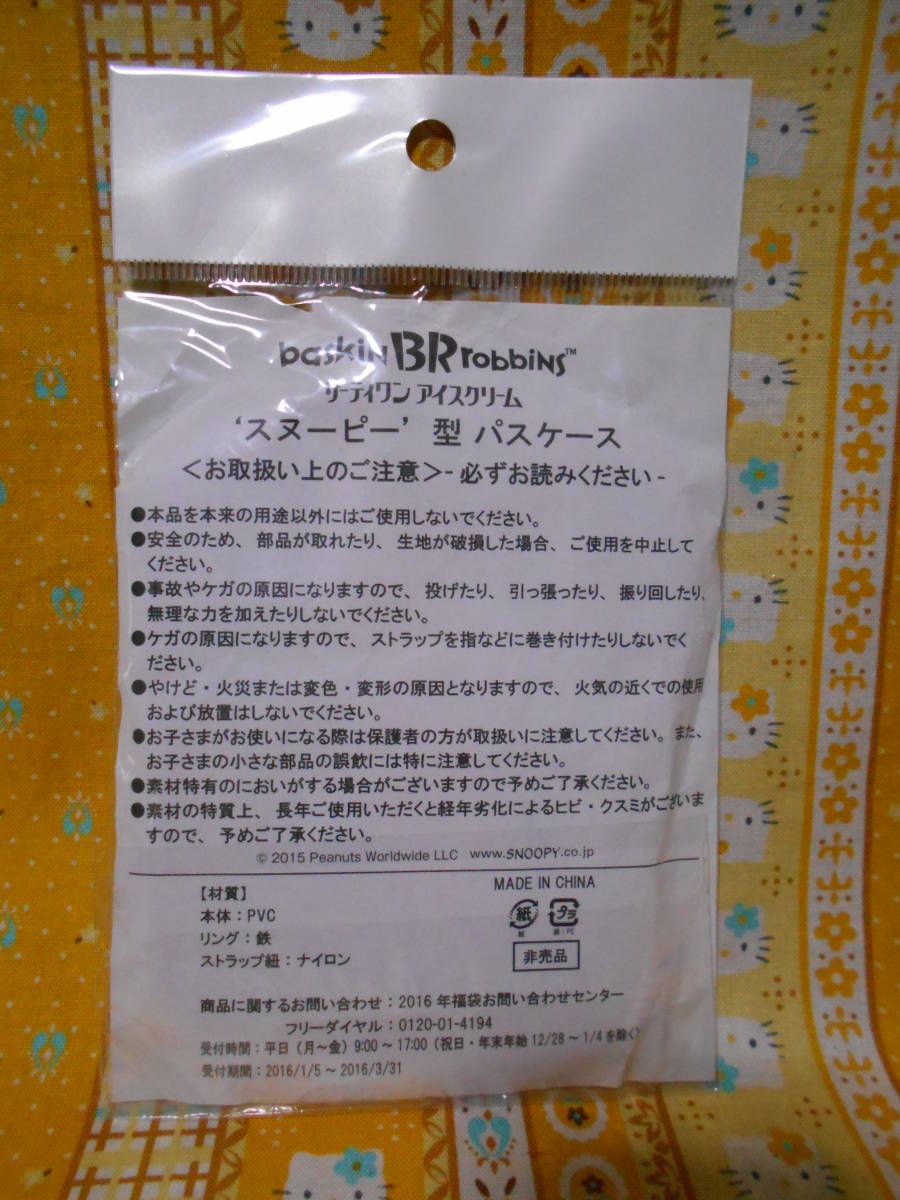 baskin BR robbins™
サーティワン アイスクリーム
‘スヌーピー’ 型 パスケース
＜お取扱い上のご注意＞- 必ずお読みください -
●本品を本来の用途以外にはご使用しないでください。
●安全のため、部品が取れたり、生地が破損した場合、ご使用を中止して
ください。
●事故やケガの原因になりますので、投げたり、引っ張ったり、振り回したり、
無理な力を加えたりしないでください。
●ケガの原因になりますので、ストラップを指などに巻き付けたりしないでく
ださい。
●やけど・火災または変色・変形の原因となりますので、火気の近くでの使用
および放置はしないでください。
●お子さまがお使いになる際は保護者の方が取扱いに注意してください。また、
お子さまの小さな部品の誤飲には特に注意してください。
●素材特有のにおいがする場合がございますので予めご了承ください。
●素材の特質上、長年ご使用いただくと経年劣化によるヒビ・クスミがございま
すので、予めご了承ください。
© 2015 Peanuts Worldwide LLC www.SNOOPY.co.jp
【材質】
本体：PVC
リング：鉄
ストラップ紐：ナイロン
MADE IN CHINA
紙 プラ
非売品
商品に関するお問い合わせ：2016 年福袋お問い合わせセンター
フリーダイヤル：0120-01-4194
受付時間：平日（月～金）9:00 ～ 17:00（祝日・年末年始 12/28 ～ 1/4 を除く）
受付期間：2016/1/5 ～ 2016/3/31